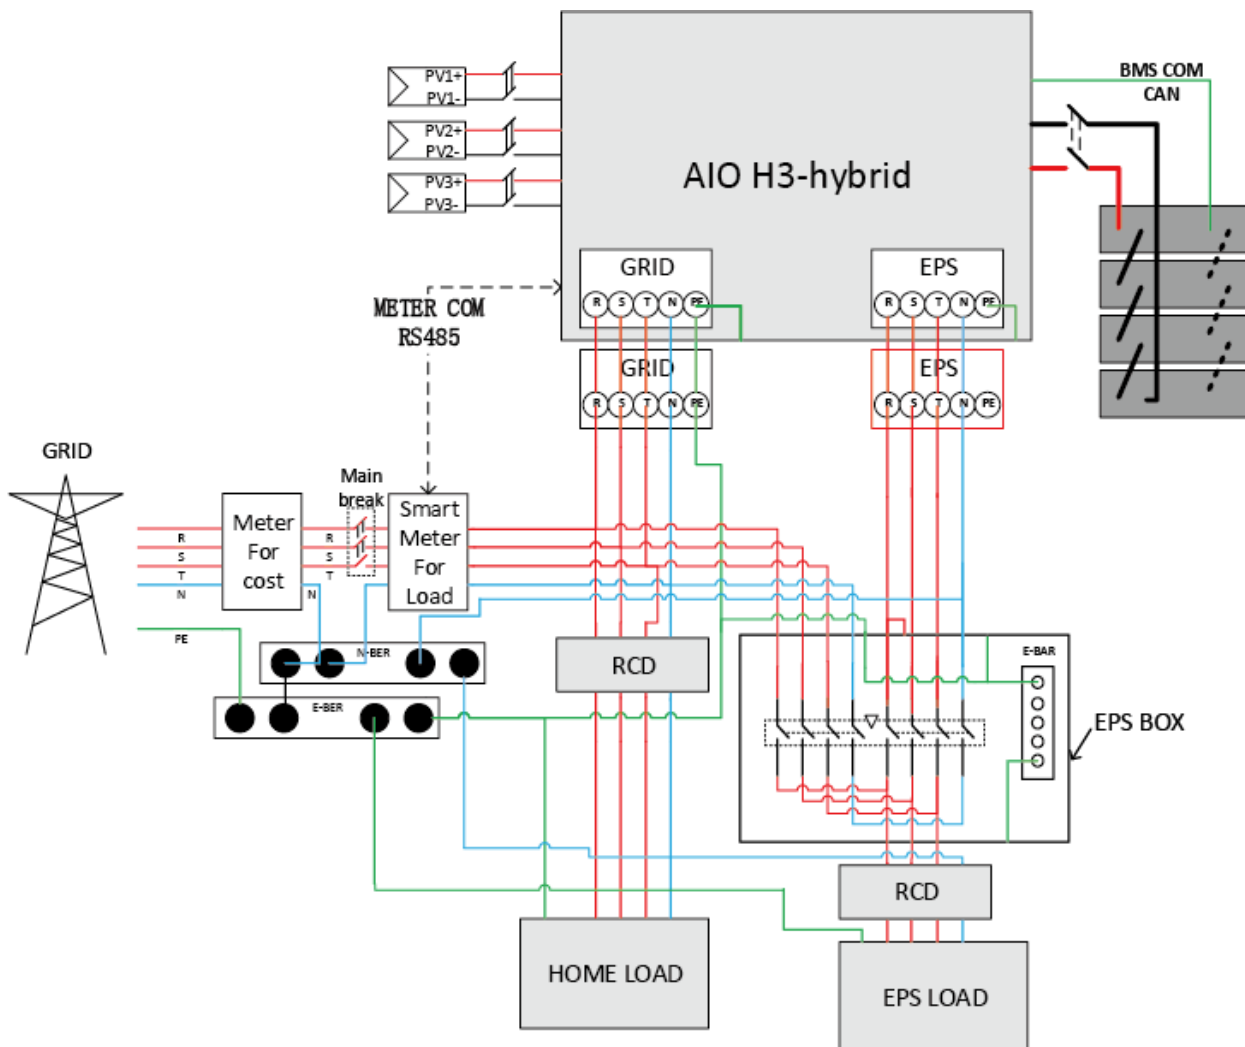 PV1+
PV1-
PV2+
PV2-
PV3+
PV3-
AIO H3-hybrid
BMS COM
CAN
GRID
R S T N PE
EPS
R S T N PE
METER COM
RS485
GRID
R S T N PE
EPS
R S T N PE
GRID
R
S
T
N
PE
Meter
For
cost
Main
break
R
S
T
N
Smart
Meter
For
Load
N-BER
E-BER
RCD
E-BAR
EPS BOX
RCD
HOME LOAD
EPS LOAD